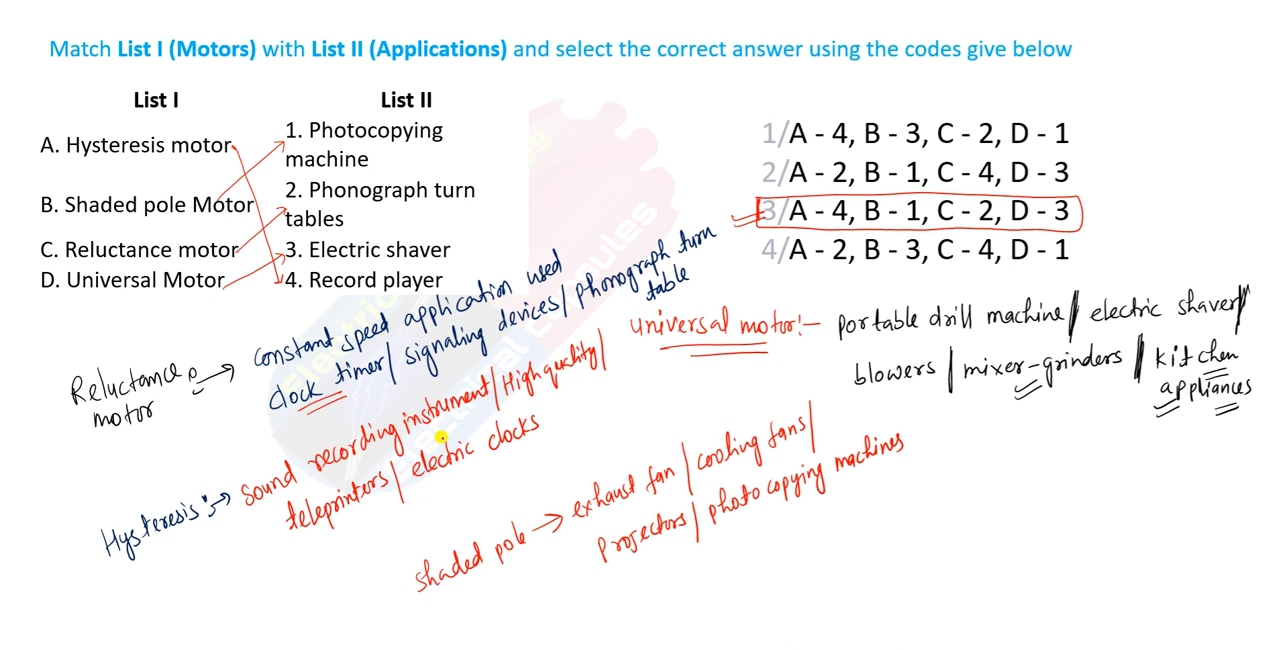 Match List I (Motors) with List II (Applications) and select the correct answer using the codes give below
List I
A. Hysteresis motor
B. Shaded pole Motor
C. Reluctance motor
D. Universal Motor
List II
1. Photocopying
machine
2. Phonograph turn
tables
3. Electric shaver
4. Record player
1/A - 4, B - 3, C - 2, D - 1
2/A - 2, B - 1, C - 4, D - 3
3/A - 4, B - 1, C - 2, D - 3
4/A - 2, B - 3, C - 4, D - 1
Reluctance →
motor
constant speed application used
clock timer/ signaling devices/ phonograph turn
table
Hysteresis :→ Sound recording instrument/ High quality/
teleprinters/ electric clocks
universal motor:- portable drill machine/ electric shaver/
blowers/ mixer-grinders/ kitchen
appliances
shaded pole → exhaust fan/ cooling fans/
projectors/ photo copying machines